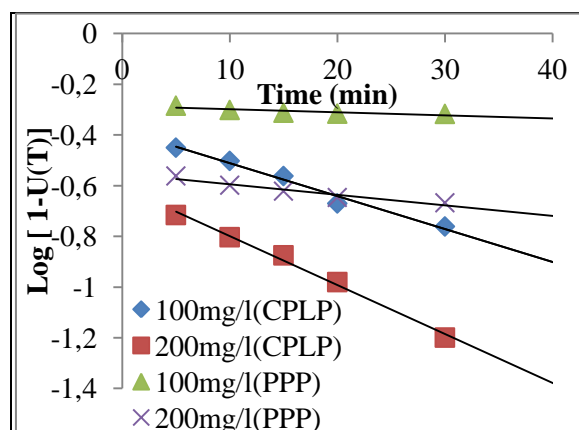 0
-0,2
-0,4
-0,6
-0,8
-1
-1,2
-1,4
0
10
20
30
40
Time (min)
Log [ 1-U(T)]
100mg/l(CPLP)
200mg/l(CPLP)
100mg/l(PPP)
200mg/l(PPP)